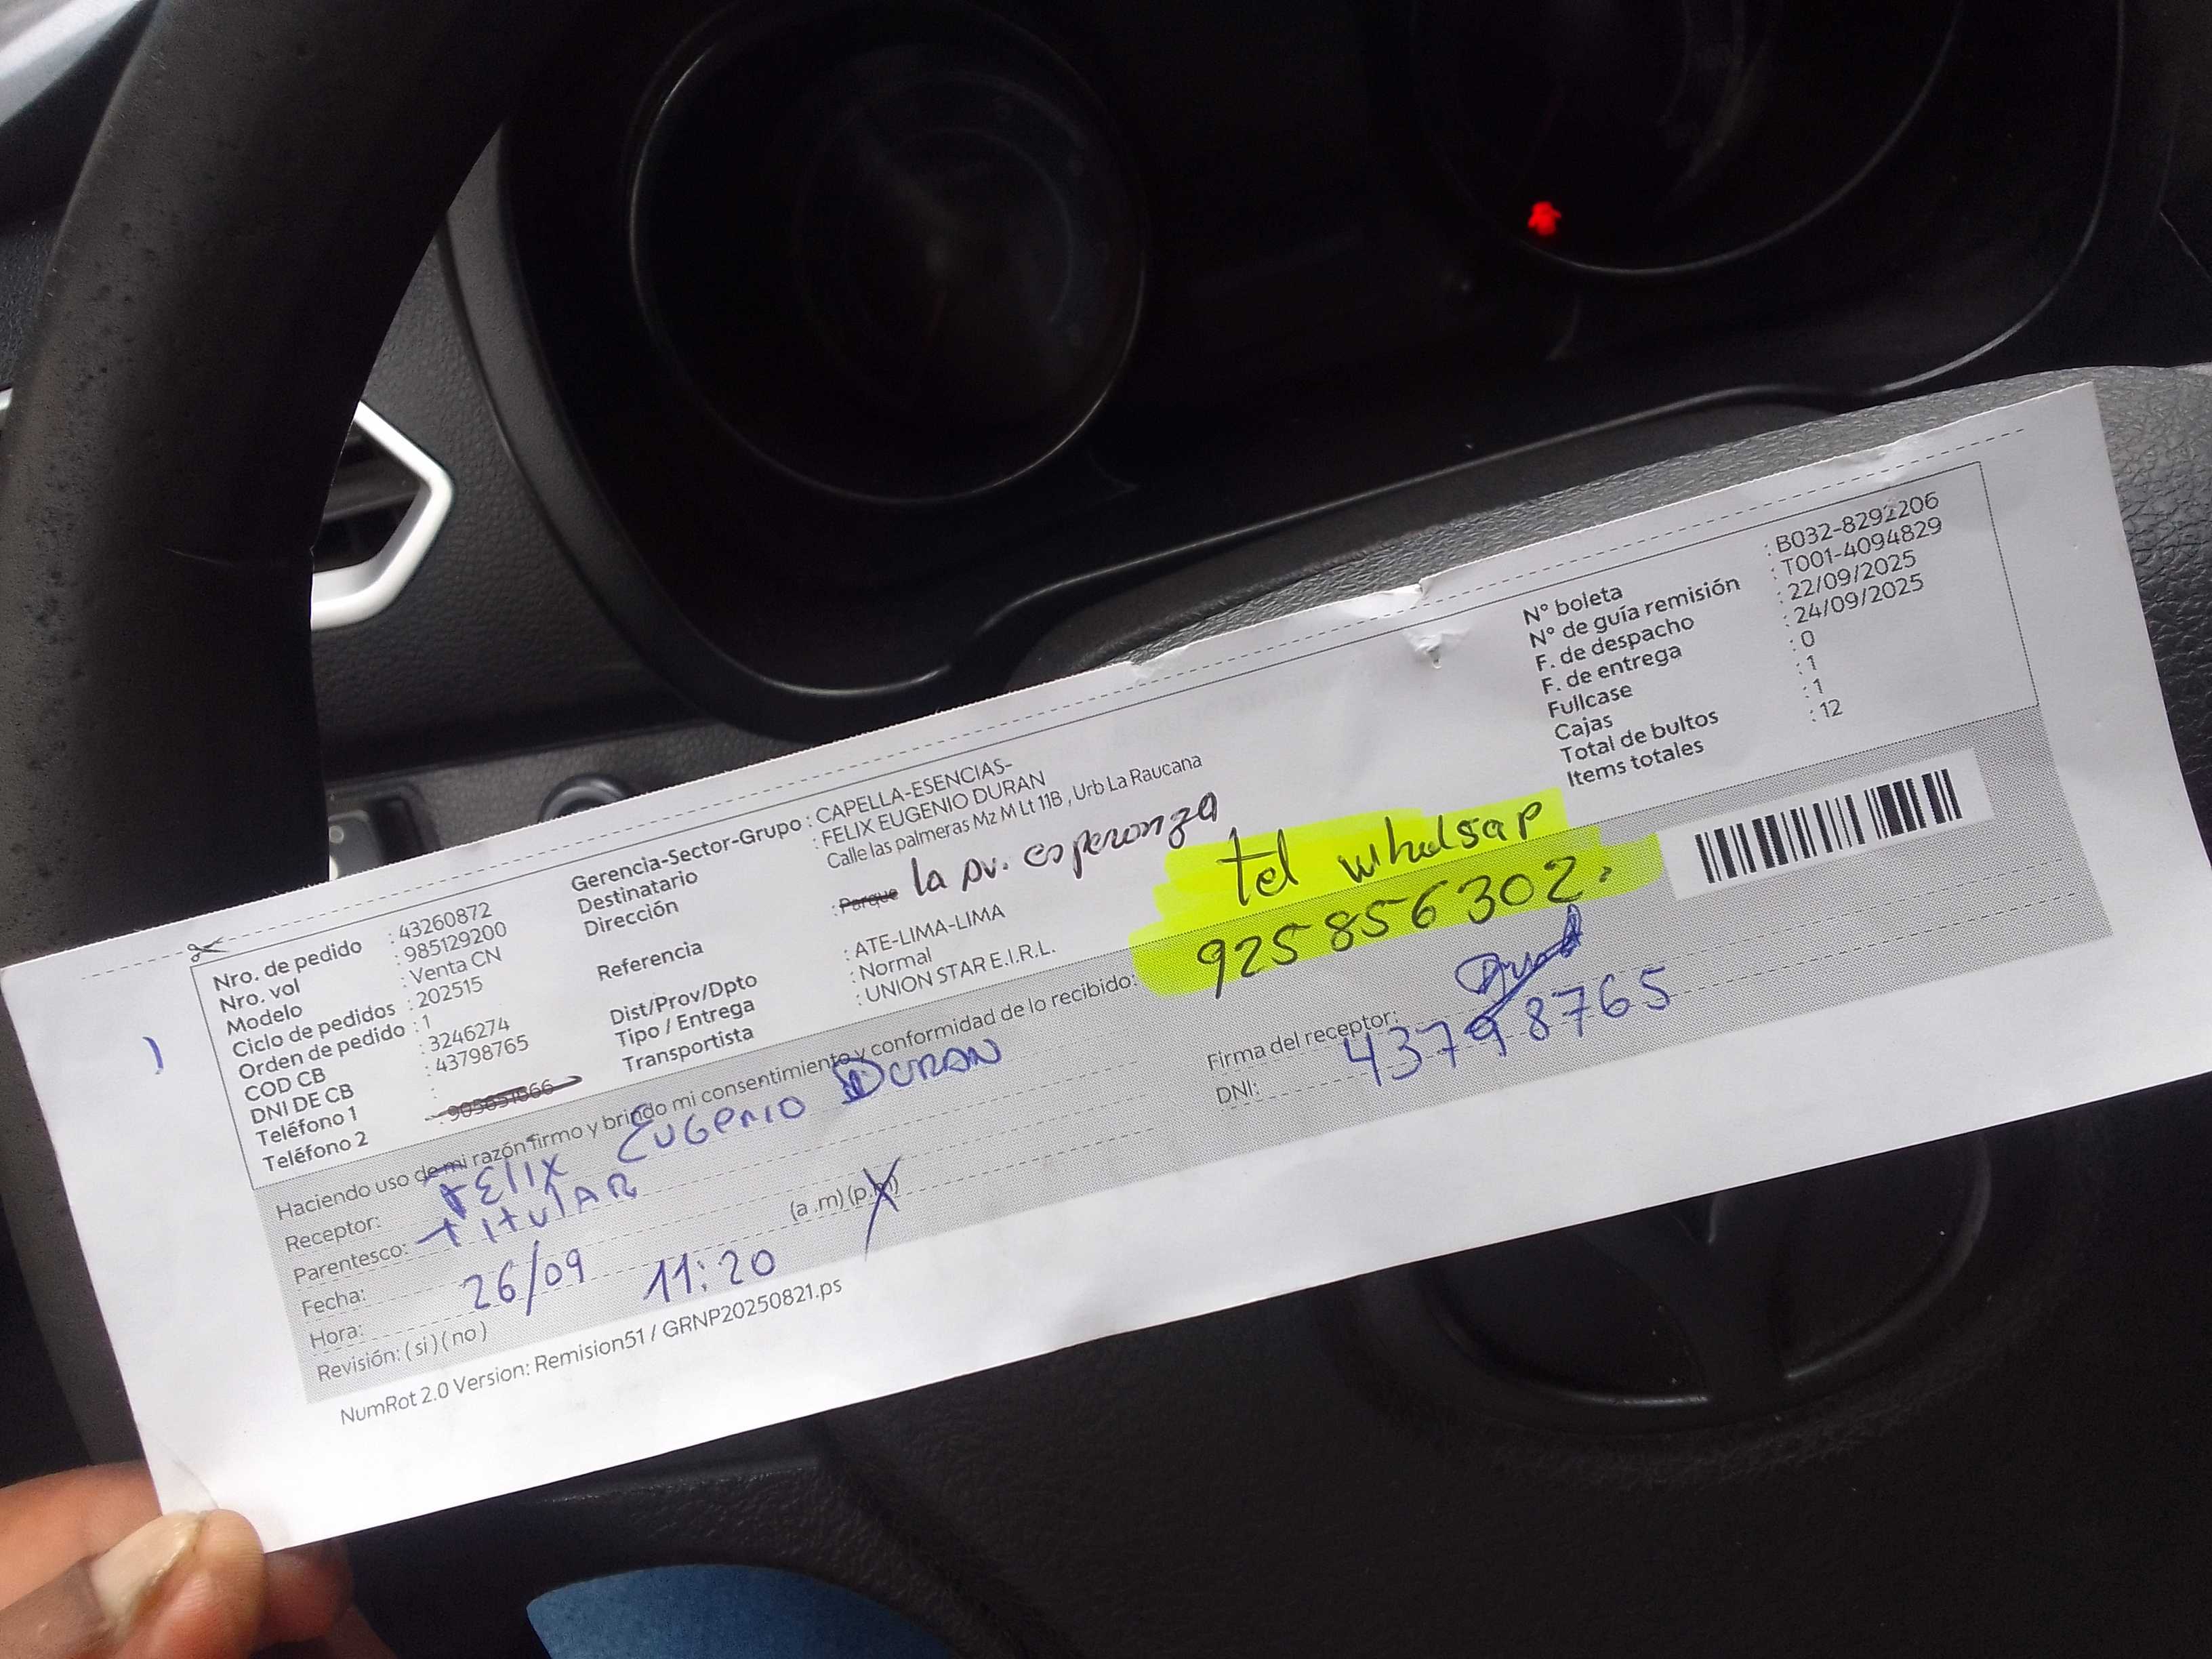 Nro. de pedido : 43260872
Nro. vol : 985129200
Modelo : Venta CN
Ciclo de pedidos : 202515
Orden de pedido : 1
COD CB : 3246274
DNI DE CB : 43798765
Teléfono 1 :
Teléfono 2 :
Gerencia-Sector-Grupo : CAPELLA-ESENCIAS-
Destinatario : FELIX EUGENIO DURAN
Dirección Calle las palmeras Mz M Lt 11B , Urb La Raucana
Referencia : Parque la av. esperanza
Dist/Prov/Dpto : ATE-LIMA-LIMA
Tipo / Entrega : Normal
Transportista : UNION STAR E.I.R.L.
N° boleta : B032-8292206
N° de guía remisión : T001-4094829
F. de despacho : 22/09/2025
F. de entrega : 24/09/2025
Fullcase : 0
Cajas : 1
Total de bultos : 1
Items totales : 12
tel whatsap
925856302.
Haciendo uso de mi razón firmo y brindo mi consentimiento y conformidad de lo recibido:
Receptor: FELIX EUGENIO DURAN
Parentesco: titulAR
Fecha: 26/09
Hora: 11:20 (a .m) (p.m)
Revisión: ( si ) ( no )
Firma del receptor:
DNI: 43798765
NumRot 2.0 Version: Remision51 / GRNP20250821.ps